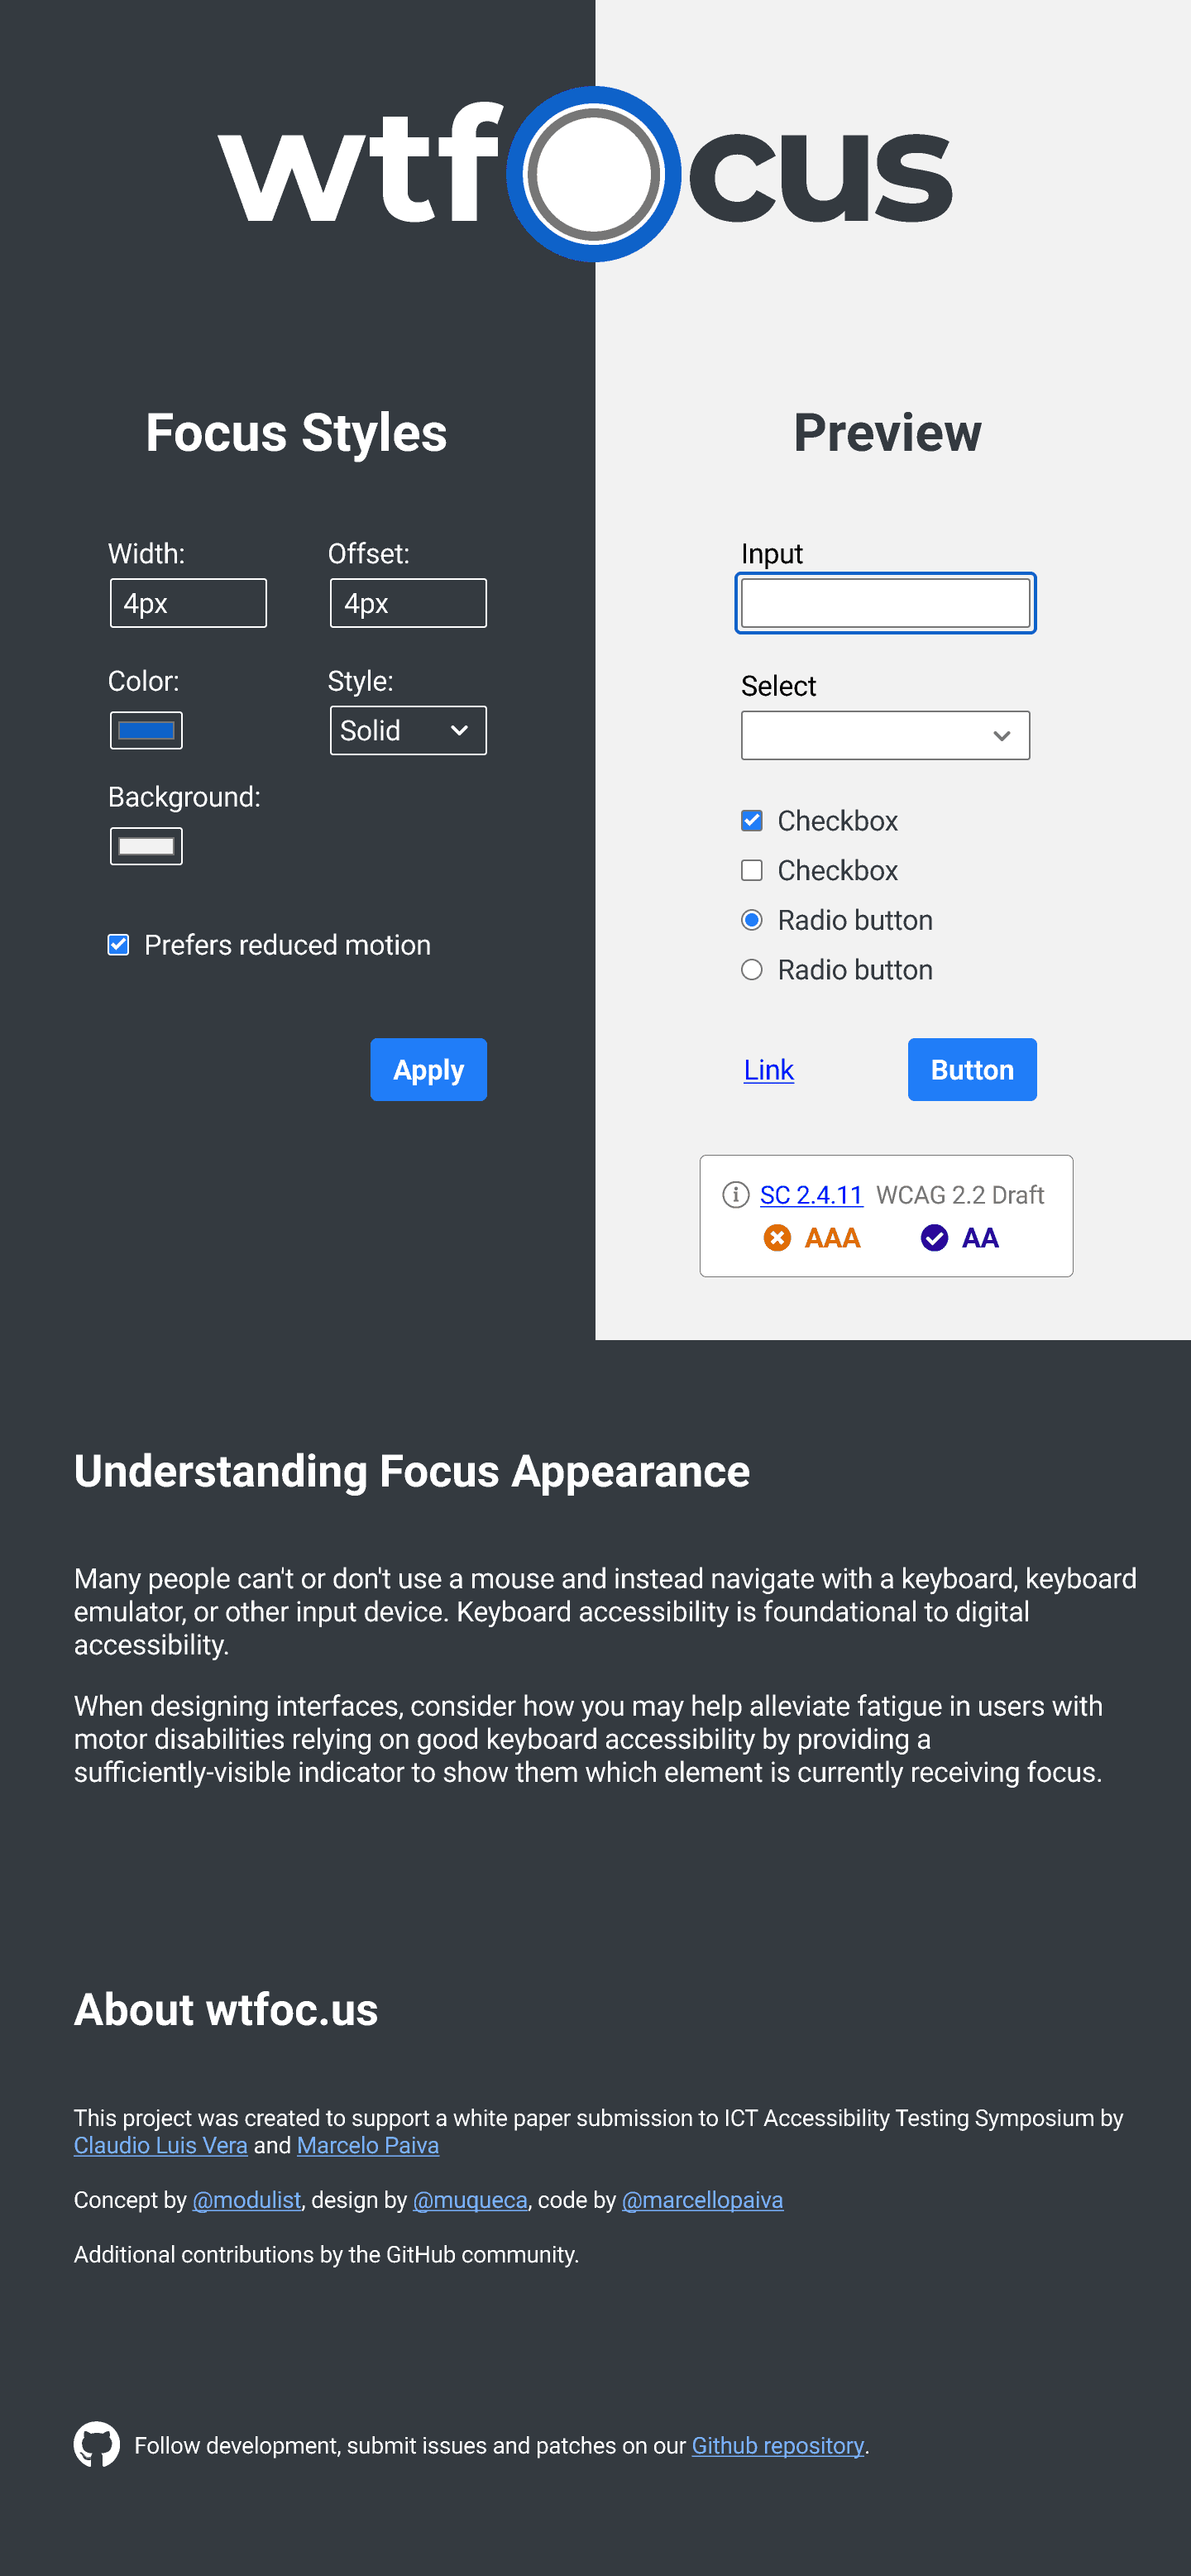 wtfocus
Focus Styles
Width:
Offset:
4px
4px
Color:
Style:
Solid
Background:
Prefers reduced motion
Apply
Preview
Input
Select
Checkbox
Checkbox
Radio button
Radio button
Link
Button
SC 2.4.11 WCAG 2.2 Draft
AAA
AA
Understanding Focus Appearance
Many people can't or don't use a mouse and instead navigate with a keyboard, keyboard
emulator, or other input device. Keyboard accessibility is foundational to digital
accessibility.
When designing interfaces, consider how you may help alleviate fatigue in users with
motor disabilities relying on good keyboard accessibility by providing a
sufficiently-visible indicator to show them which element is currently receiving focus.
About wtfoc.us
This project was created to support a white paper submission to ICT Accessibility Testing Symposium by
Claudio Luis Vera and Marcelo Paiva
Concept by @modulist, design by @muqueca, code by @marcellopaiva
Additional contributions by the GitHub community.
Follow development, submit issues and patches on our Github repository.